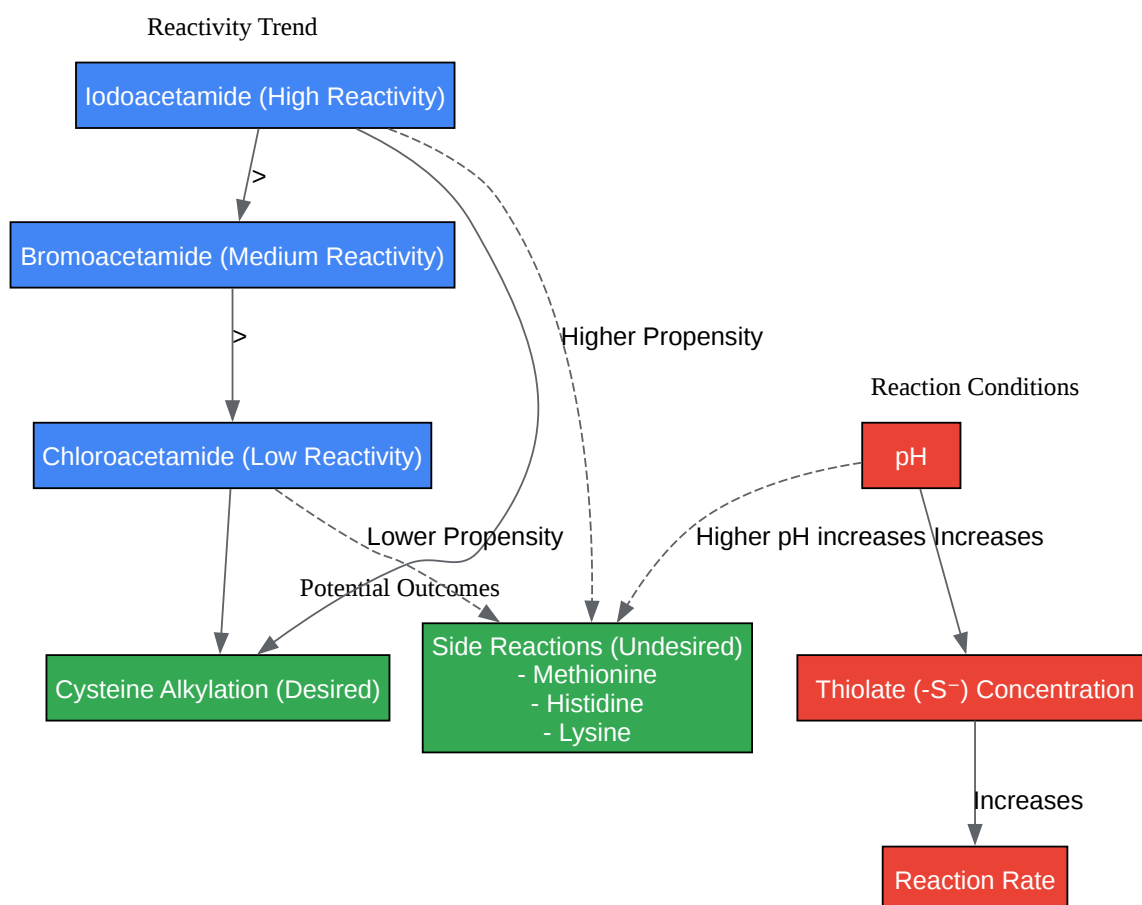 Reactivity Trend
Iodoacetamide (High Reactivity)
>
Bromoacetamide (Medium Reactivity)
>
Higher Propensity
Reaction Conditions
Chloroacetamide (Low Reactivity)
pH
Lower Propensity
Higher pH increases
Increases
Potential Outcomes
Cysteine Alkylation (Desired)
Side Reactions (Undesired)
- Methionine
- Histidine
- Lysine
Thiolate (-S⁻) Concentration
Increases
Reaction Rate